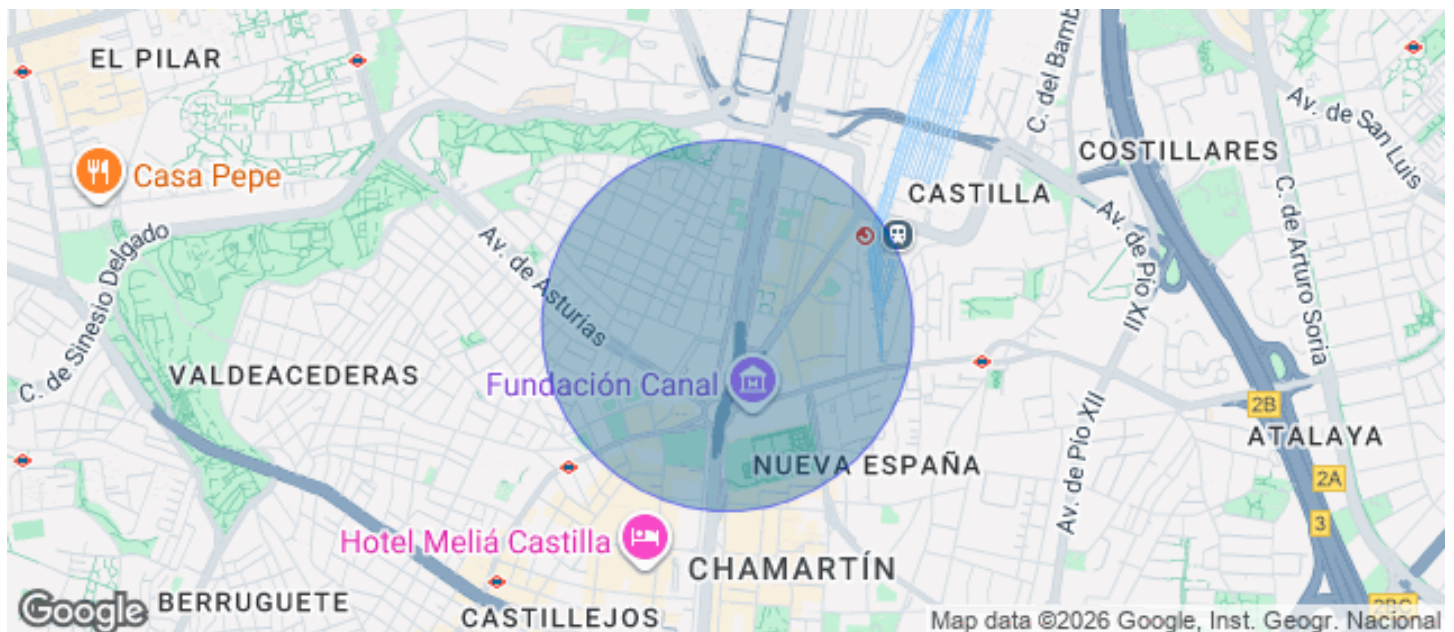 EL PILAR
C. del Bamb
Av. de San Luis
COSTILLARES
Casa Pepe
CASTILLA
C. de Sinesio Delgado
Av. de Asturias
Av. de Pío XII
C. de Arturo Soria
VALDEACEDERAS
Fundación Canal
2B
ATALAYA
NUEVA ESPAÑA
2A
Av. de Pío XII
3
Hotel Meliá Castilla
CHAMARTÍN
Google
BERRUGUETE
CASTILLEJOS
Map data ©2026 Google, Inst. Geogr. Nacional